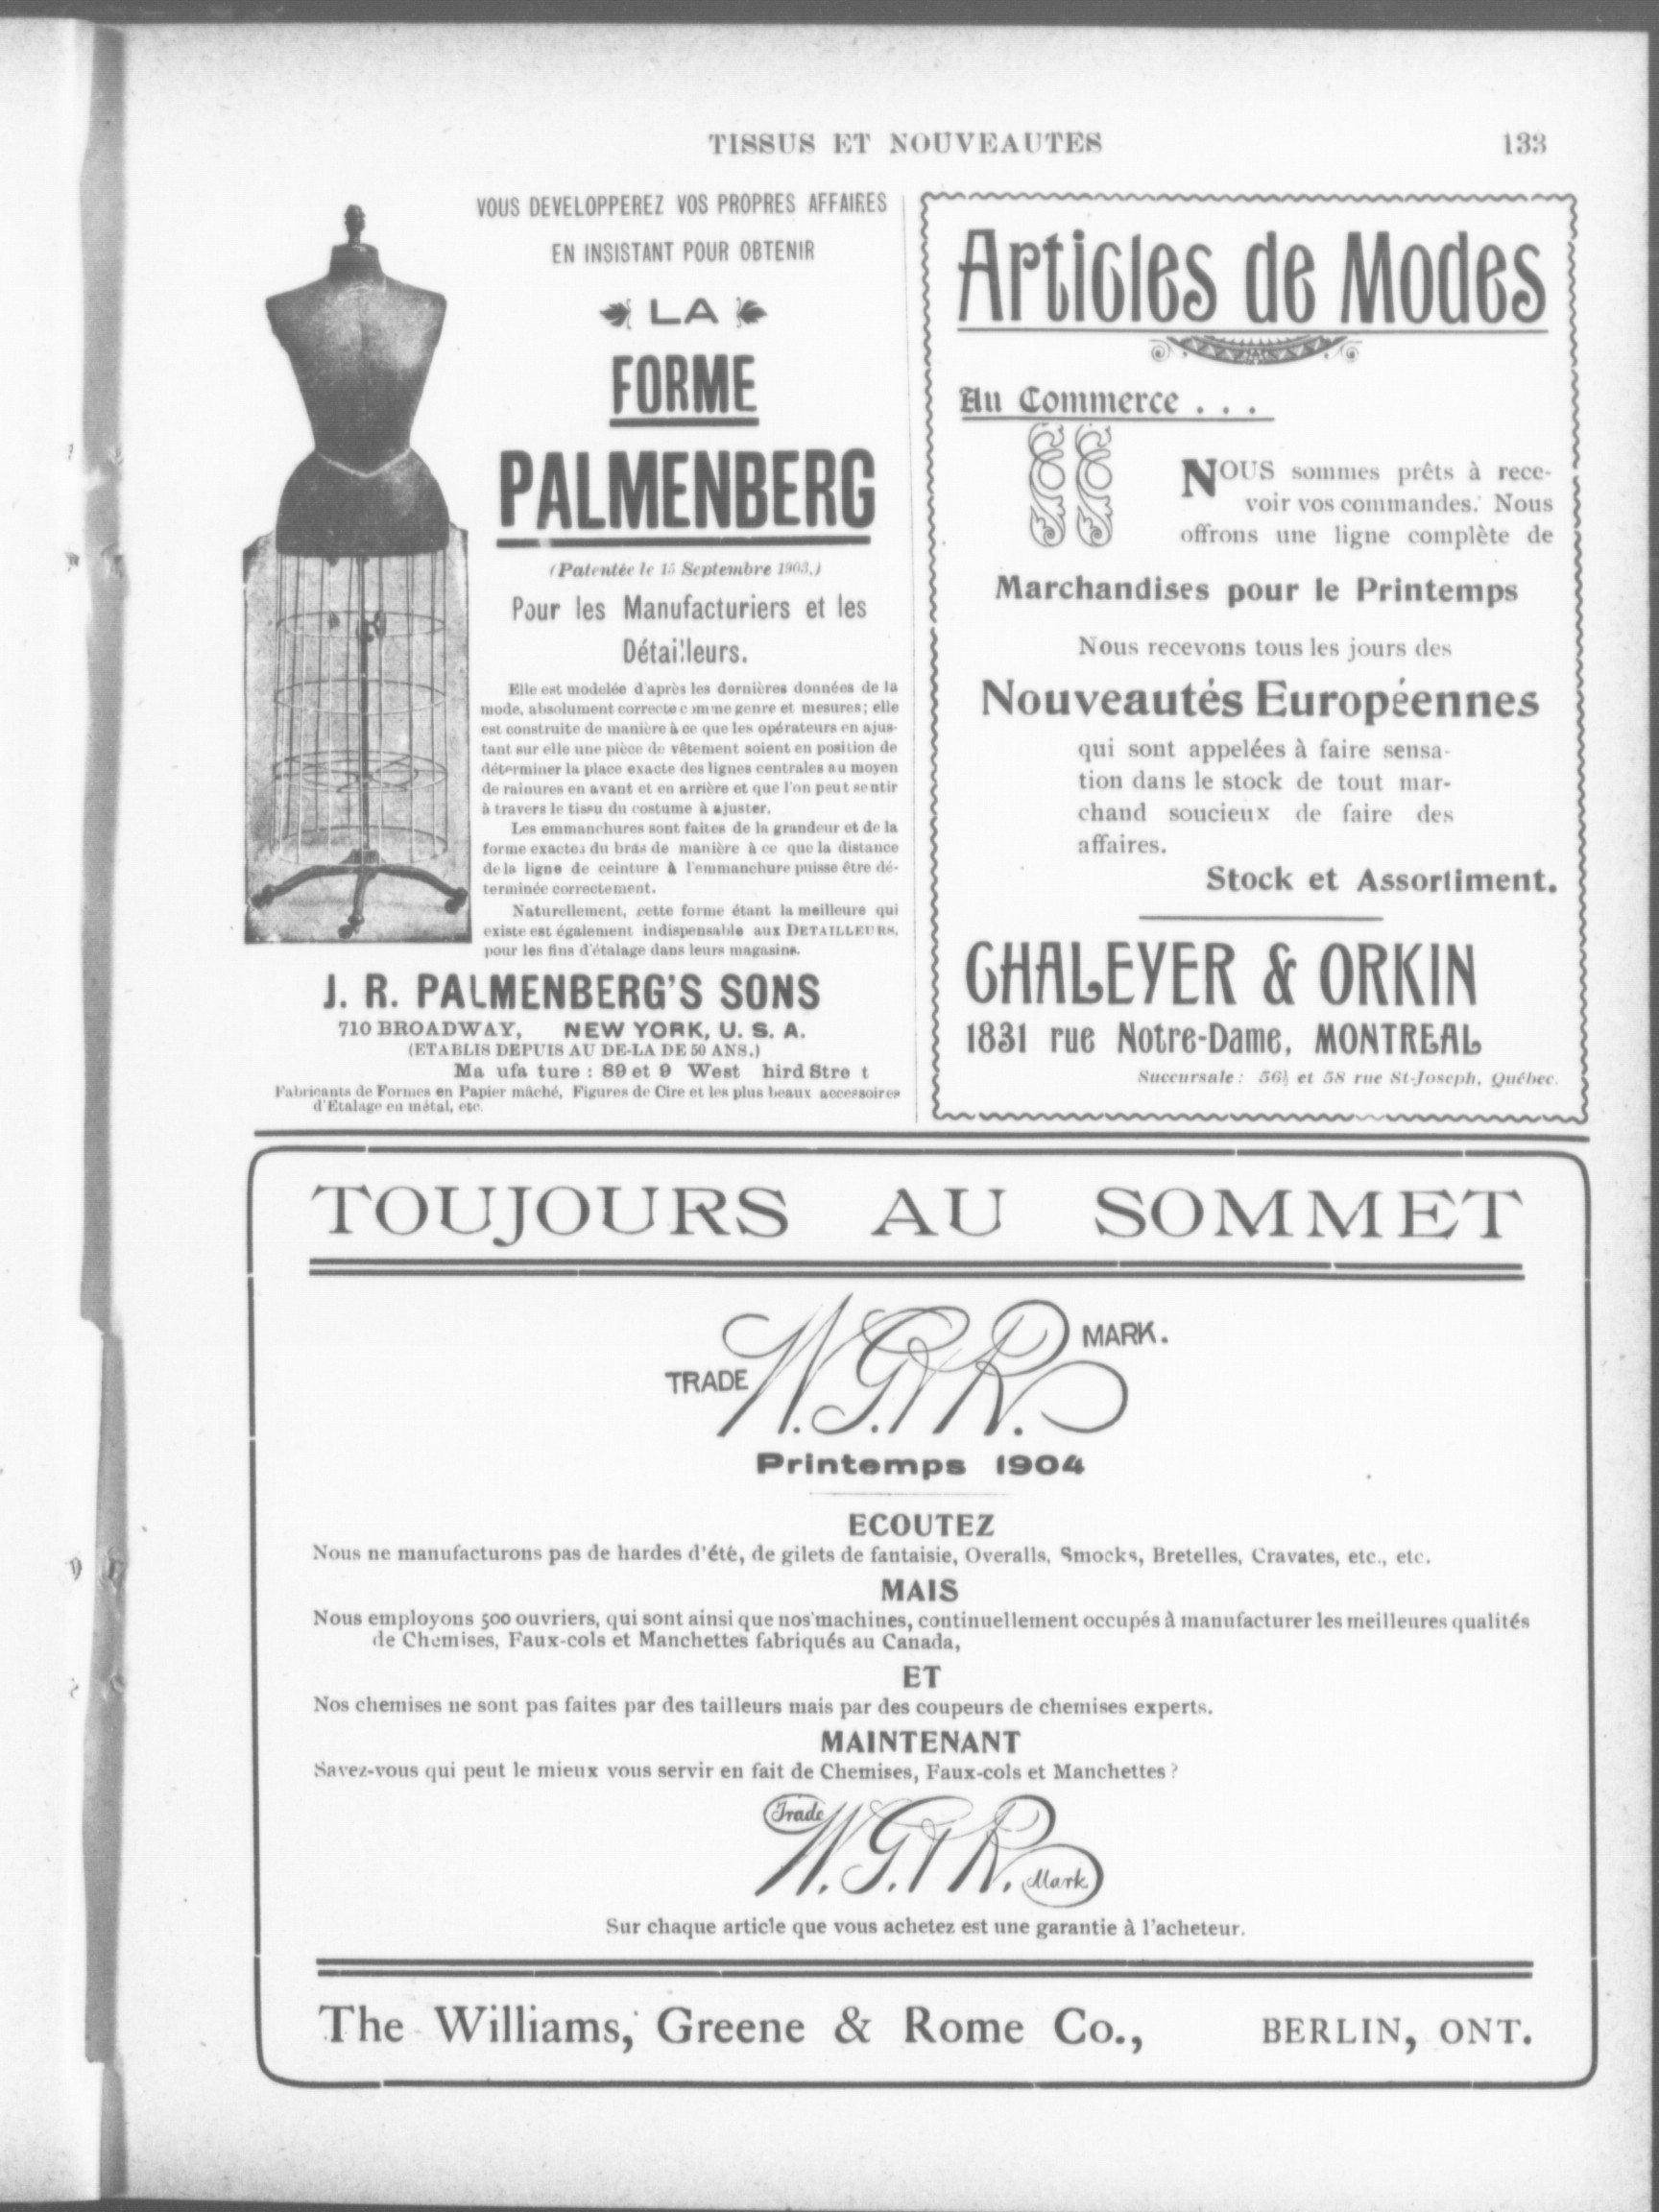 TISSUS ET NOUVEAUTES 133
VOUS DEVELOPPEREZ VOS PROPRES AFFAIRES
EN INSISTANT POUR OBTENIR
LA
FORME
PALMENBERG
(Patentée le 15 Septembre 1903.)
Pour les Manufacturiers et les
Détailleurs.
Elle est modelée d'après les dernières données de la
mode, absolument correcte comme genre et mesures; elle
est construite de manière à ce que les opérateurs en ajus-
tant sur elle une pièce de vêtement soient en position de
déterminer la place exacte des lignes centrales au moyen
de rainures en avant et en arrière et que l'on peut sentir
à travers le tissu du costume à ajuster.
Les emmanchures sont faites de la grandeur et de la
forme exactes du bras de manière à ce que la distance
de la ligne de ceinture à l'emmanchure puisse être dé-
terminée correctement.
Naturellement, cette forme étant la meilleure qui
existe est également indispensable aux DETAILLEURS,
pour les fins d'étalage dans leurs magasins.
J. R. PALMENBERG'S SONS
710 BROADWAY, NEW YORK, U. S. A.
(ETABLIS DEPUIS AU DE-LA DE 50 ANS.)
Ma ufa ture : 89 et 9 West hird Stre t
Fabricants de Formes en Papier mâché, Figures de Cire et les plus beaux accessoires
d'Etalage en métal, etc.
Articles de Modes
Au Commerce . . .
NOUS sommes prêts à rece-
voir vos commandes. Nous
offrons une ligne complète de
Marchandises pour le Printemps
Nous recevons tous les jours des
Nouveautés Européennes
qui sont appelées à faire sensa-
tion dans le stock de tout mar-
chand soucieux de faire des
affaires.
Stock et Assortiment.
CHALEYER & ORKIN
1831 rue Notre-Dame, MONTREAL
Succursale : 56½ et 58 rue St-Joseph, Québec.
TOUJOURS AU SOMMET
TRADE W.G.&R. MARK.
Printemps 1904
ECOUTEZ
Nous ne manufacturons pas de hardes d'été, de gilets de fantaisie, Overalls, Smocks, Bretelles, Cravates, etc., etc.
MAIS
Nous employons 500 ouvriers, qui sont ainsi que nos machines, continuellement occupés à manufacturer les meilleures qualités
de Chemises, Faux-cols et Manchettes fabriqués au Canada,
ET
Nos chemises ne sont pas faites par des tailleurs mais par des coupeurs de chemises experts.
MAINTENANT
Savez-vous qui peut le mieux vous servir en fait de Chemises, Faux-cols et Manchettes ?
Trade W.G.&R. Mark
Sur chaque article que vous achetez est une garantie à l'acheteur.
The Williams, Greene & Rome Co., BERLIN, ONT.